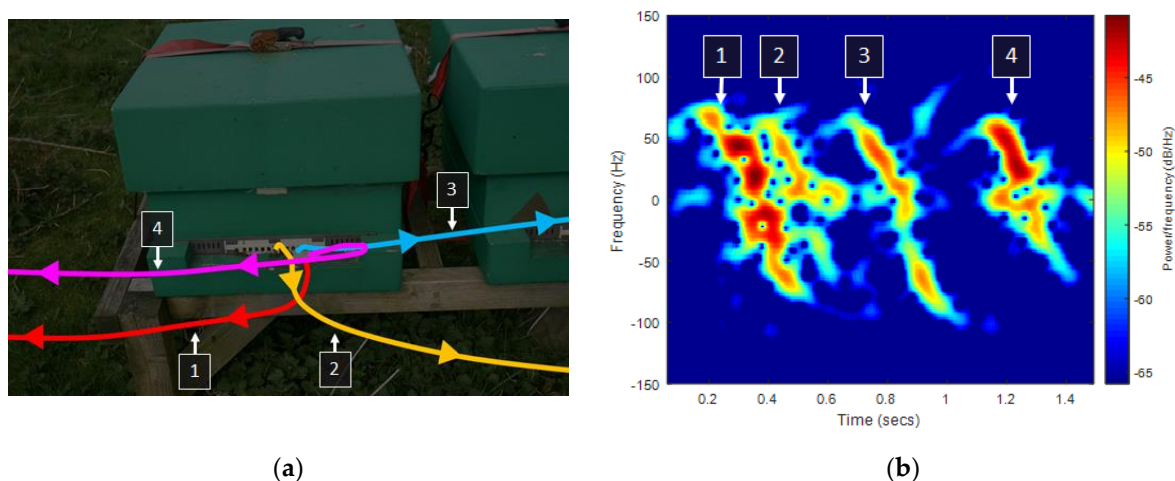 1
2
3
4
(a)
150
100
50
0
-50
-100
-150
Frequency (Hz)
0.2 0.4 0.6 0.8 1 1.2 1.4
Time (secs)
1 2 3 4
-45
-50
-55
-60
-65
Power/frequency(dB/Hz)
(b)